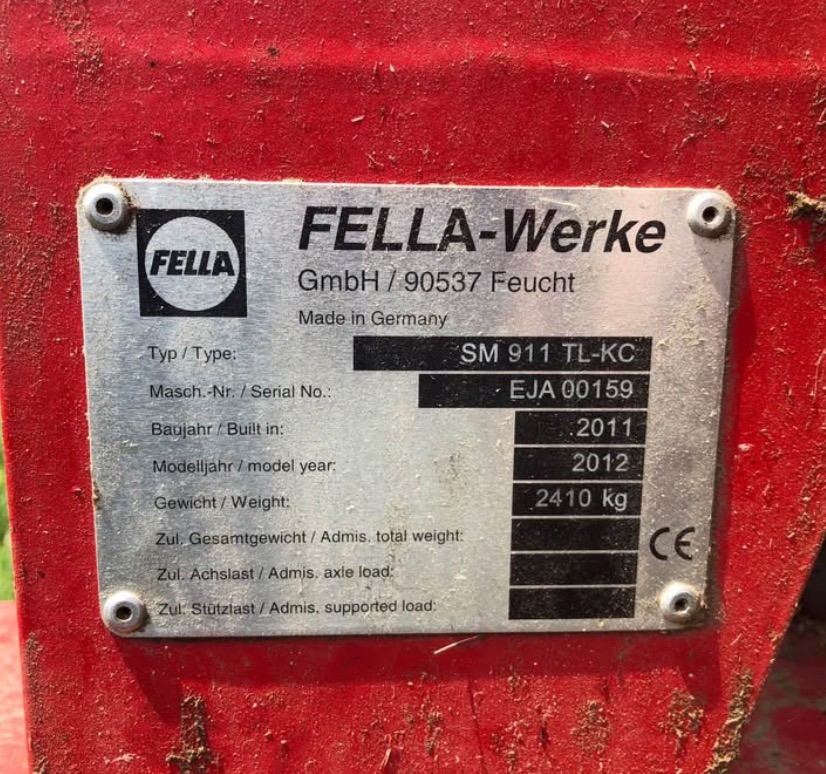 FELLA
FELLA-Werke
GmbH / 90537 Feucht
Made in Germany
Typ / Type: SM 911 TL-KC
Masch.-Nr. / Serial No.: EJA 00159
Baujahr / Built in: 2011
Modelljahr / model year: 2012
Gewicht / Weight: 2410 kg
Zul. Gesamtgewicht / Admis. total weight:
Zul. Achslast / Admis. axle load:
Zul. Stützlast / Admis. supported load:
CE